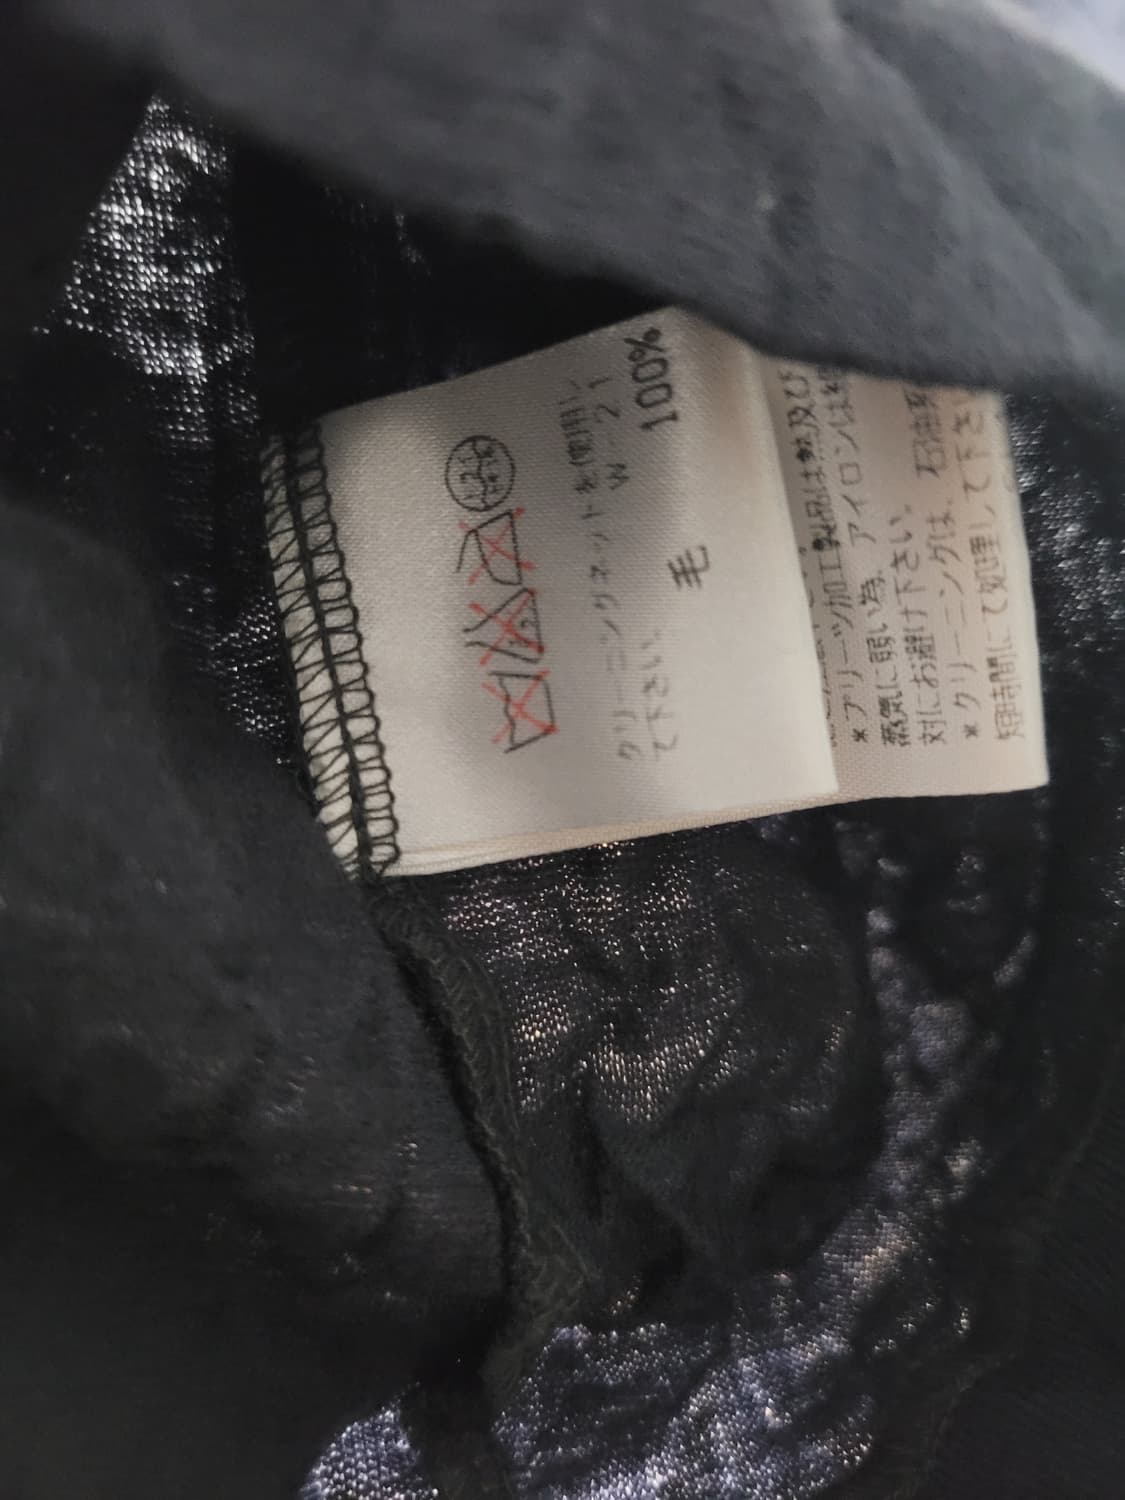 クリーニングネットを使用し
て下さい。
W－21
毛 100%
加工製品は熱及び
*プリーツ加工
蒸気に弱い為、アイロンは絶
対にお避け下さい。
*クリーニングは、石油系
短時間にて処理して下さい